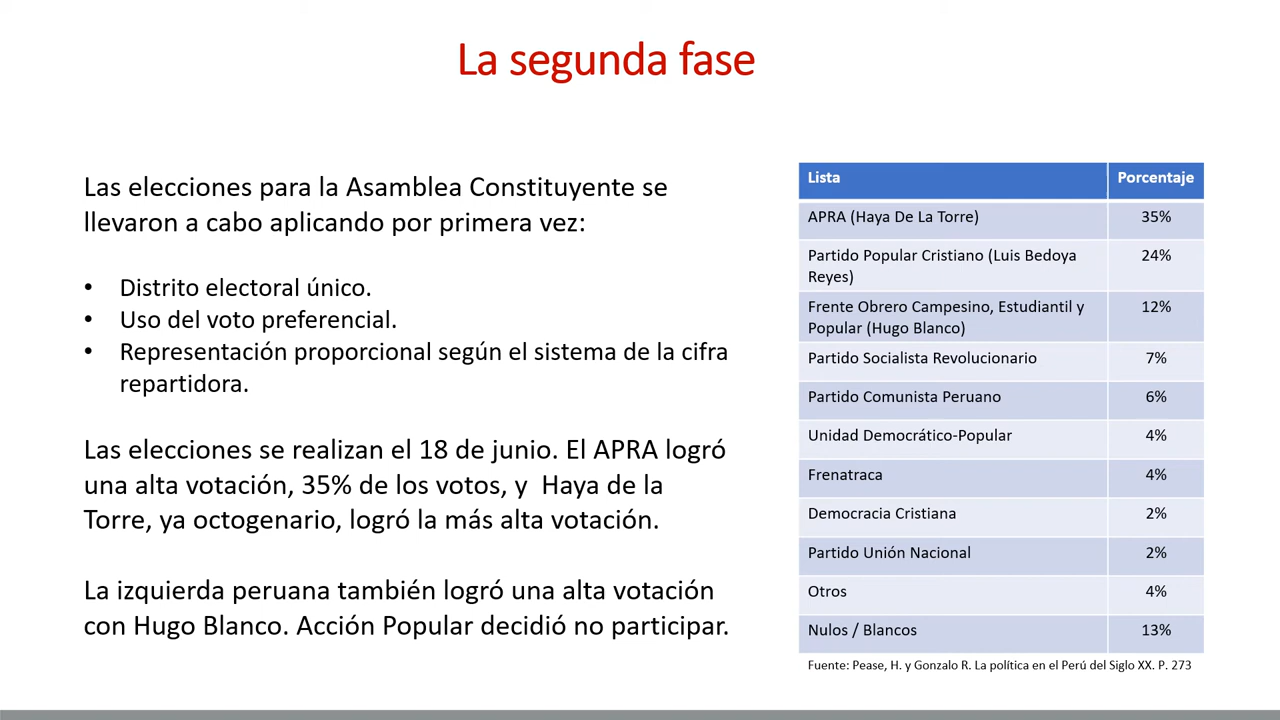 La segunda fase
Las elecciones para la Asamblea Constituyente se
llevaron a cabo aplicando por primera vez:
• Distrito electoral único.
• Uso del voto preferencial.
• Representación proporcional según el sistema de la cifra
repartidora.
Las elecciones se realizan el 18 de junio. El APRA logró
una alta votación, 35% de los votos, y Haya de la
Torre, ya octogenario, logró la más alta votación.
La izquierda peruana también logró una alta votación
con Hugo Blanco. Acción Popular decidió no participar.
Lista Porcentaje
APRA (Haya De La Torre) 35%
Partido Popular Cristiano (Luis Bedoya 24%
Reyes)
Frente Obrero Campesino, Estudiantil y 12%
Popular (Hugo Blanco)
Partido Socialista Revolucionario 7%
Partido Comunista Peruano 6%
Unidad Democrático-Popular 4%
Frenatraca 4%
Democracia Cristiana 2%
Partido Unión Nacional 2%
Otros 4%
Nulos / Blancos 13%
Fuente: Pease, H. y Gonzalo R. La política en el Perú del Siglo XX. P. 273